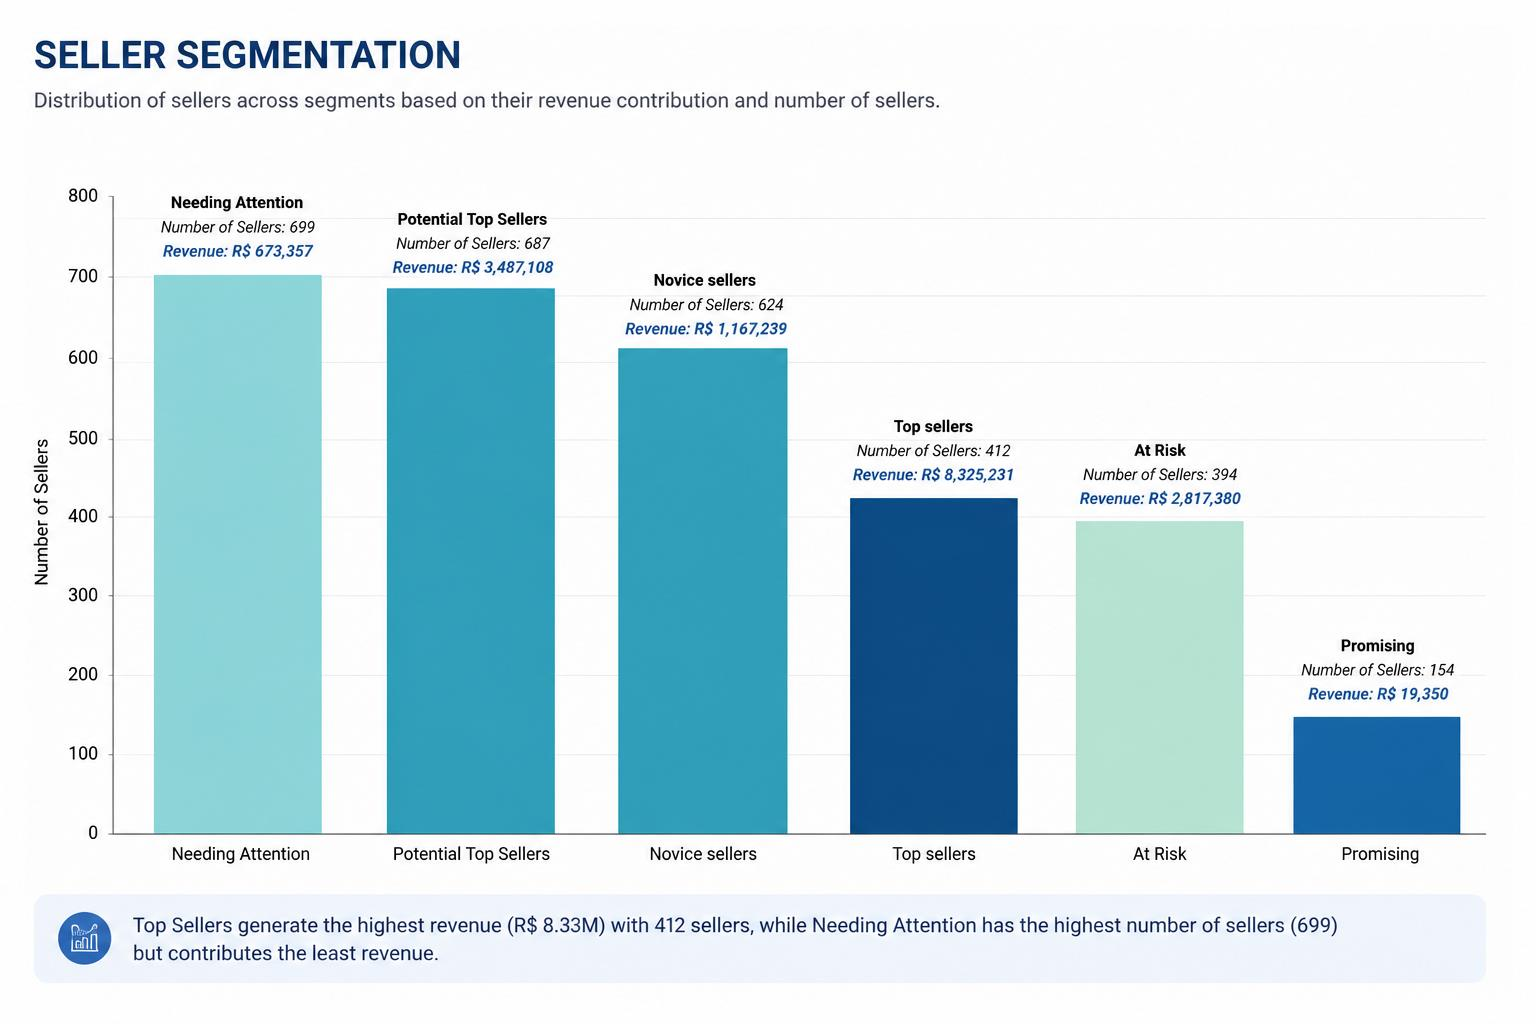 SELLER SEGMENTATION
Distribution of sellers across segments based on their revenue contribution and number of sellers.
Number of Sellers
800
700
600
500
400
300
200
100
0
Needing Attention
Number of Sellers: 699
Revenue: R$ 673,357
Potential Top Sellers
Number of Sellers: 687
Revenue: R$ 3,487,108
Novice sellers
Number of Sellers: 624
Revenue: R$ 1,167,239
Top sellers
Number of Sellers: 412
Revenue: R$ 8,325,231
At Risk
Number of Sellers: 394
Revenue: R$ 2,817,380
Promising
Number of Sellers: 154
Revenue: R$ 19,350
Needing Attention
Potential Top Sellers
Novice sellers
Top sellers
At Risk
Promising
Top Sellers generate the highest revenue (R$ 8.33M) with 412 sellers, while Needing Attention has the highest number of sellers (699)
but contributes the least revenue.